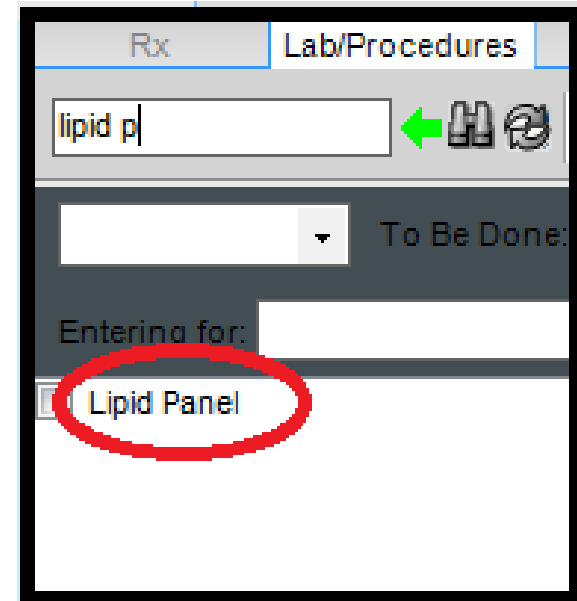 Rx Lab/Procedures
lipid p
To Be Done:
Entering for:
Lipid Panel